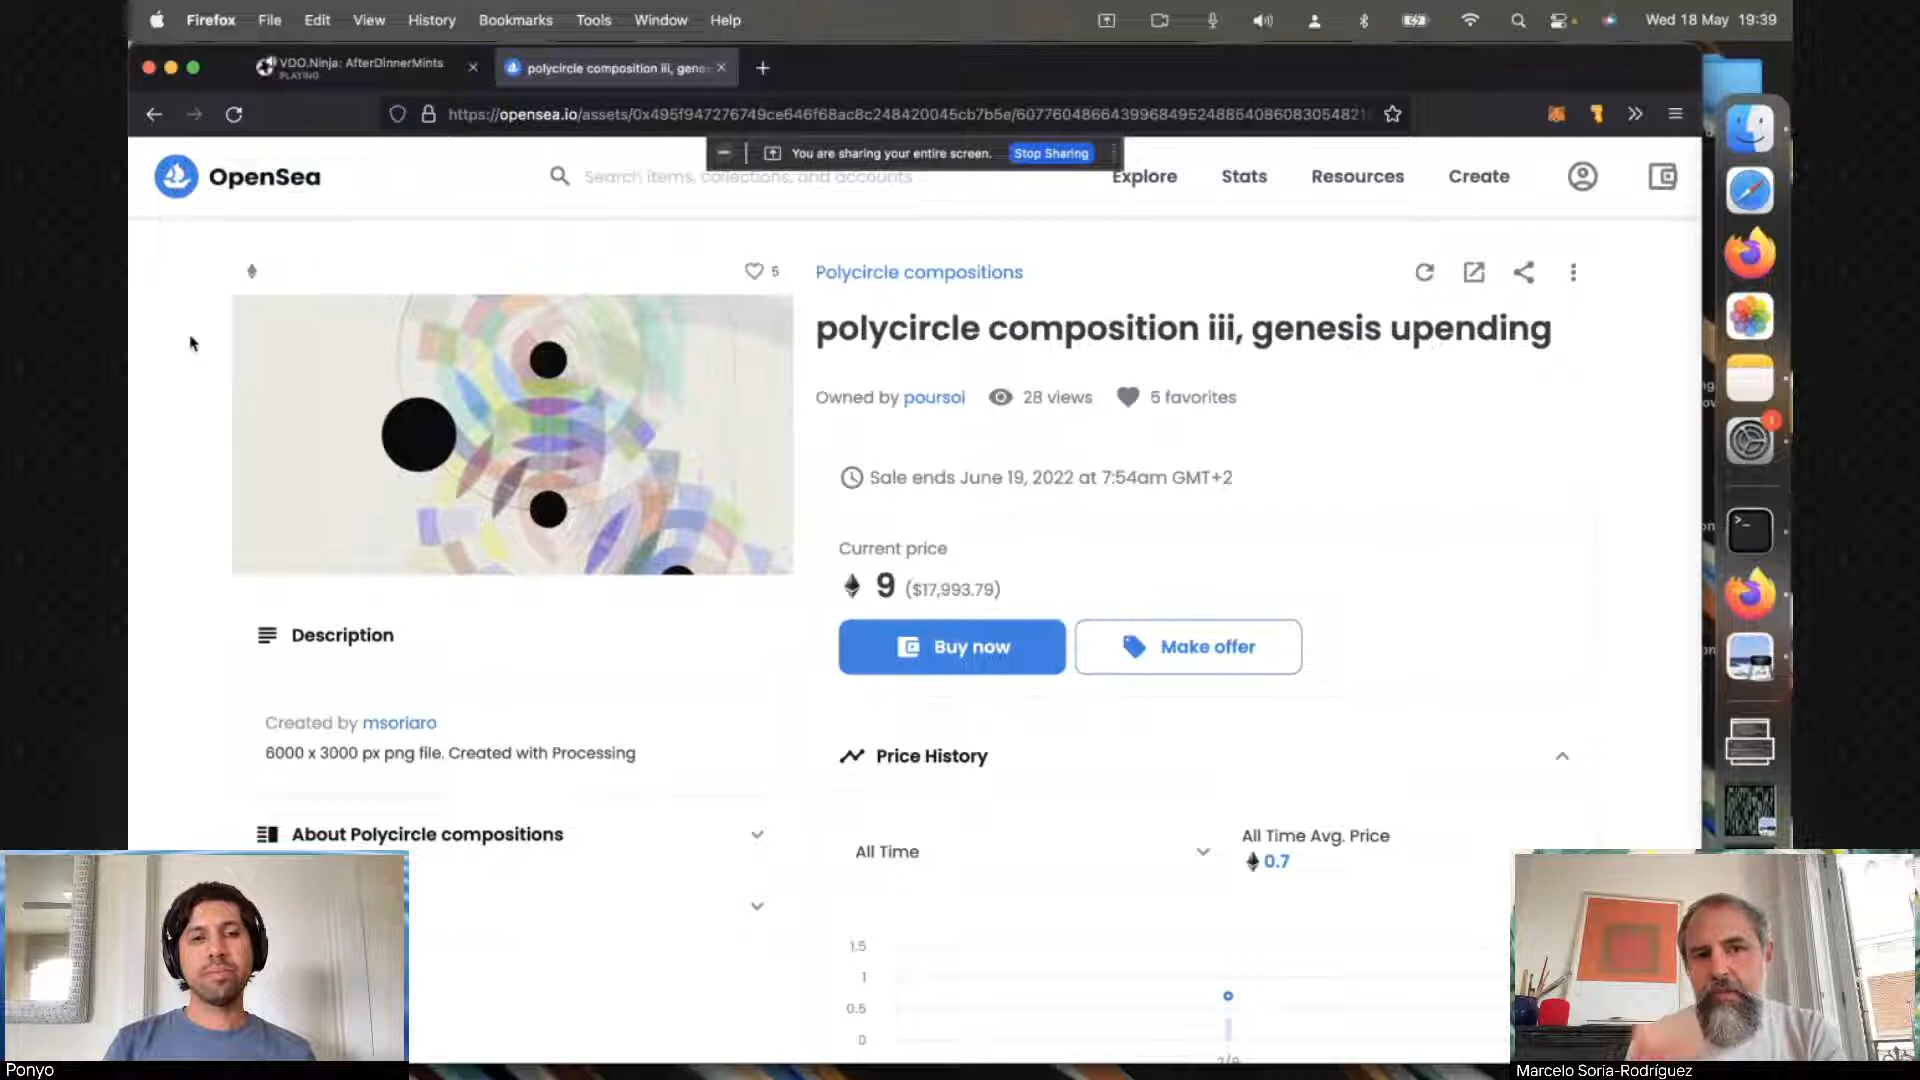 Firefox File Edit View History Bookmarks Tools Window Help Wed 18 May 19:39
VDO.Ninja: AfterDinnerMints
PLAYING
polycircle composition iii, gene
https://opensea.io/assets/0x495f947276749ce646f68ac8c248420045cb7b5e/6077604866439968495248854086083054821
You are sharing your entire screen. Stop Sharing
OpenSea
Search items, collections, and accounts
Explore Stats Resources Create
5
Polycircle compositions
polycircle composition iii, genesis upending
Owned by poursoi 28 views 5 favorites
Sale ends June 19, 2022 at 7:54am GMT+2
Current price
9 ($17,993.79)
Buy now Make offer
Description
Created by msoriaro
6000 x 3000 px png file. Created with Processing
About Polycircle compositions
Price History
All Time
All Time Avg. Price
0.7
1.5
1
0.5
0
1
Ponyo
Marcelo Soria-Rodríguez